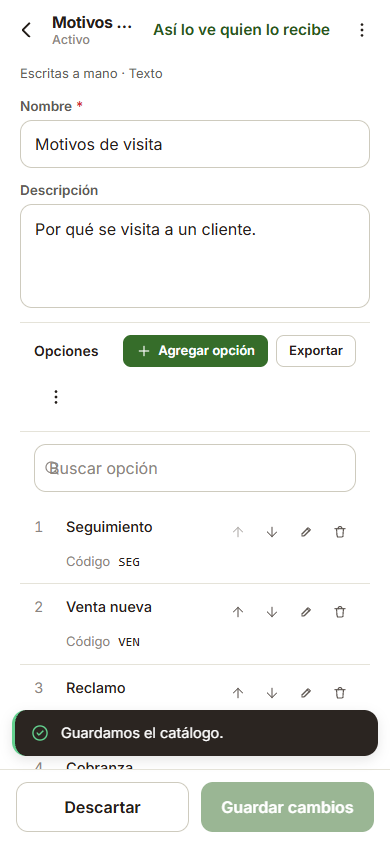 Motivos ...
Activo
Así lo ve quien lo recibe
Escritas a mano · Texto
Nombre *
Motivos de visita
Descripción
Por qué se visita a un cliente.
Opciones
Agregar opción
Exportar
Buscar opción
1 Seguimiento
Código SEG
2 Venta nueva
Código VEN
3 Reclamo
Guardamos el catálogo.
4 Cobranza
Descartar
Guardar cambios